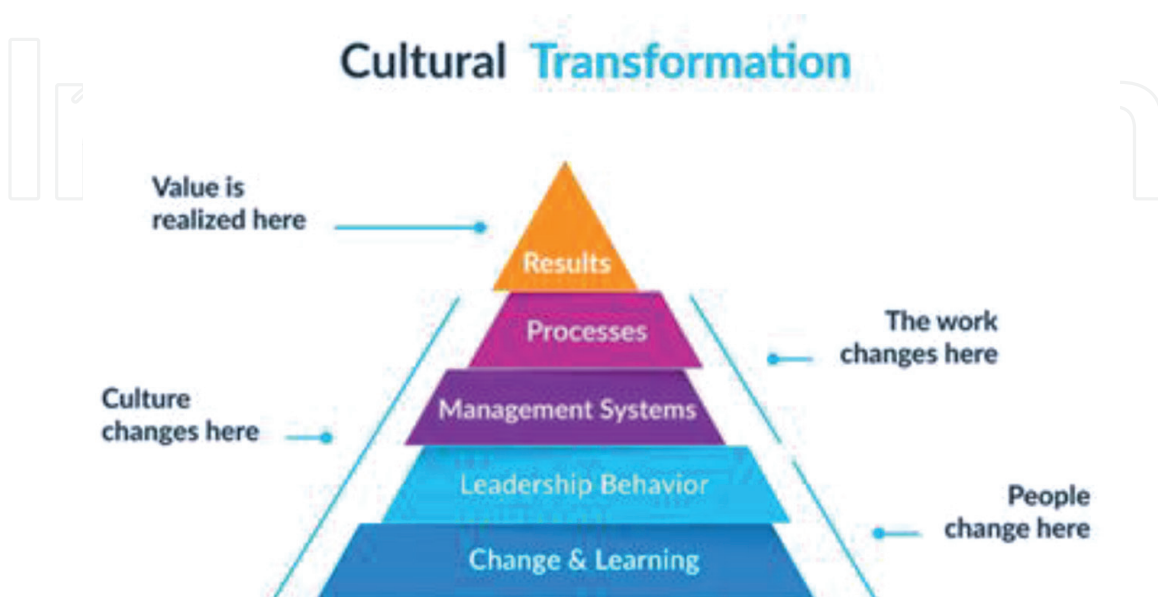 Cultural Transformation
Value is
realized here
Results
Processes
The work
changes here
Culture
changes here
Management Systems
Leadership Behavior
People
change here
Change & Learning